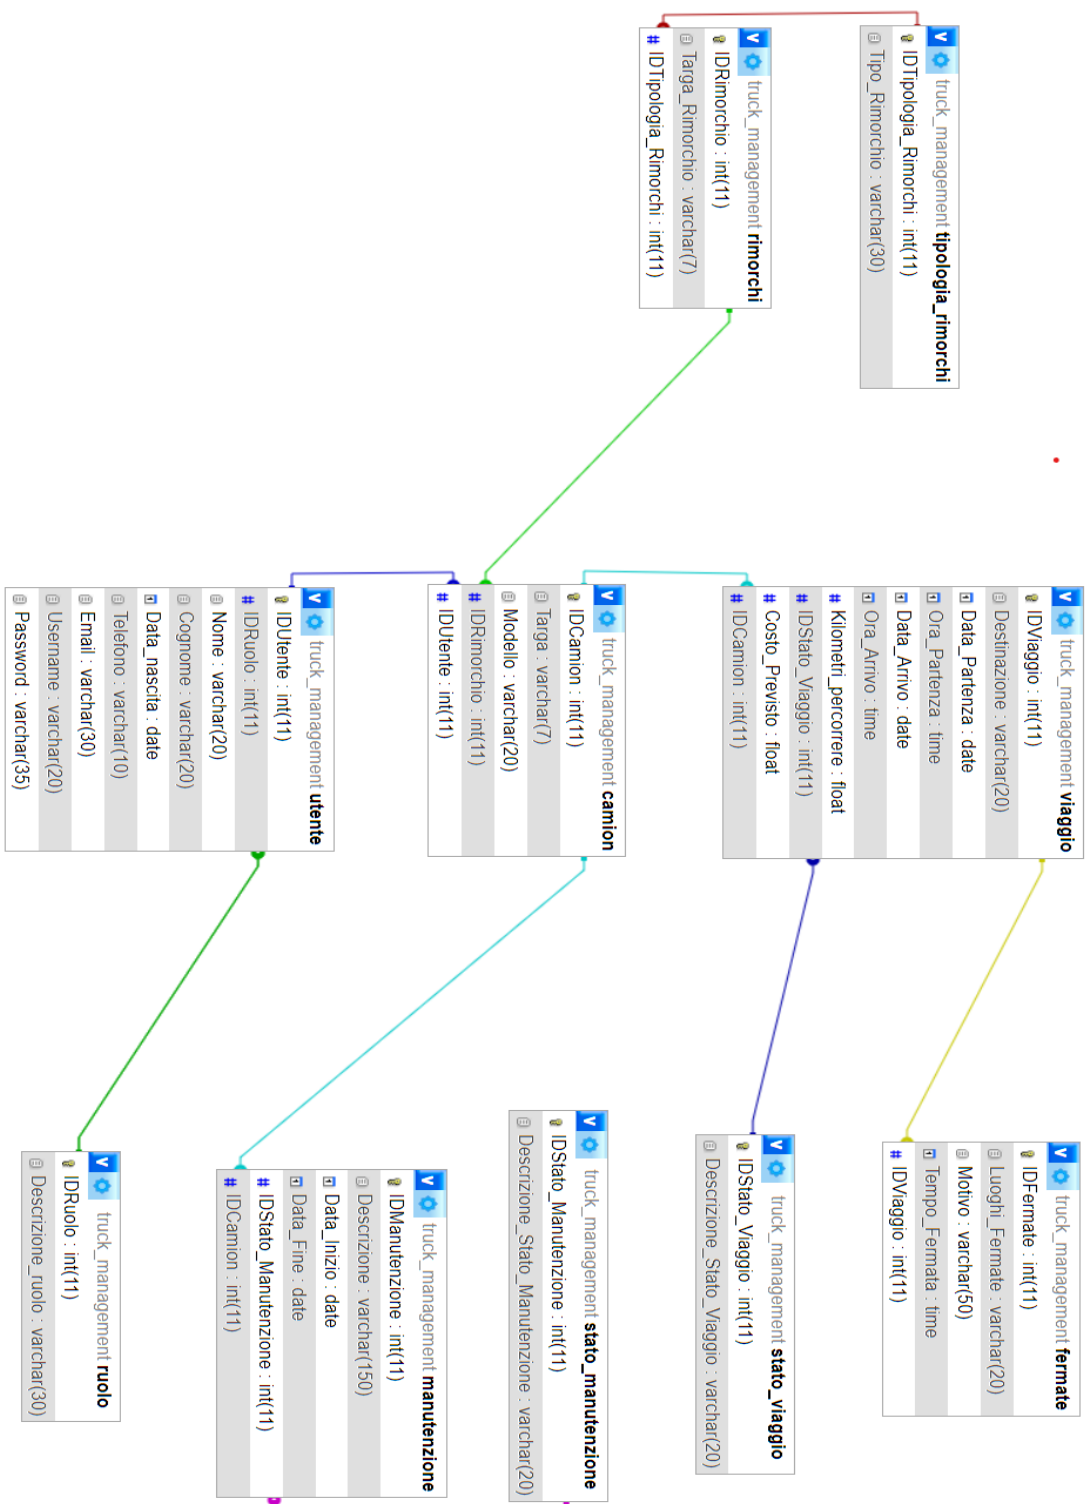 truck_management tipologia_rimorchi
IDTipologia_Rimorchi : int(11)
Tipo_Rimorchio : varchar(30)
truck_management rimorchi
IDRimorchio : int(11)
Targa_Rimorchio : varchar(7)
IDTipologia_Rimorchi : int(11)
truck_management viaggio
IDViaggio : int(11)
Destinazione : varchar(20)
Data_Partenza : date
Ora_Partenza : time
Data_Arrivo : date
Ora_Arrivo : time
Kilometri_percorrere : float
IDStato_Viaggio : int(11)
Costo_Previsto : float
IDCamion : int(11)
truck_management camion
IDCamion : int(11)
Targa : varchar(7)
Modello : varchar(20)
IDRimorchio : int(11)
IDUtente : int(11)
truck_management utente
IDUtente : int(11)
IDRuolo : int(11)
Nome : varchar(20)
Cognome : varchar(20)
Data_nascita : date
Telefono : varchar(10)
Email : varchar(30)
Username : varchar(20)
Password : varchar(35)
truck_management fermate
IDFermate : int(11)
Luoghi_Fermate : varchar(20)
Motivo : varchar(50)
Tempo_Fermata : time
IDViaggio : int(11)
truck_management stato_viaggio
IDStato_Viaggio : int(11)
Descrizione_Stato_Viaggio : varchar(20)
truck_management stato_manutenzione
IDStato_Manutenzione : int(11)
Descrizione_Stato_Manutenzione : varchar(20)
truck_management manutenzione
IDManutenzione : int(11)
Descrizione : varchar(150)
Data_Inizio : date
Data_Fine : date
IDStato_Manutenzione : int(11)
IDCamion : int(11)
truck_management ruolo
IDRuolo : int(11)
Descrizione_ruolo : varchar(30)